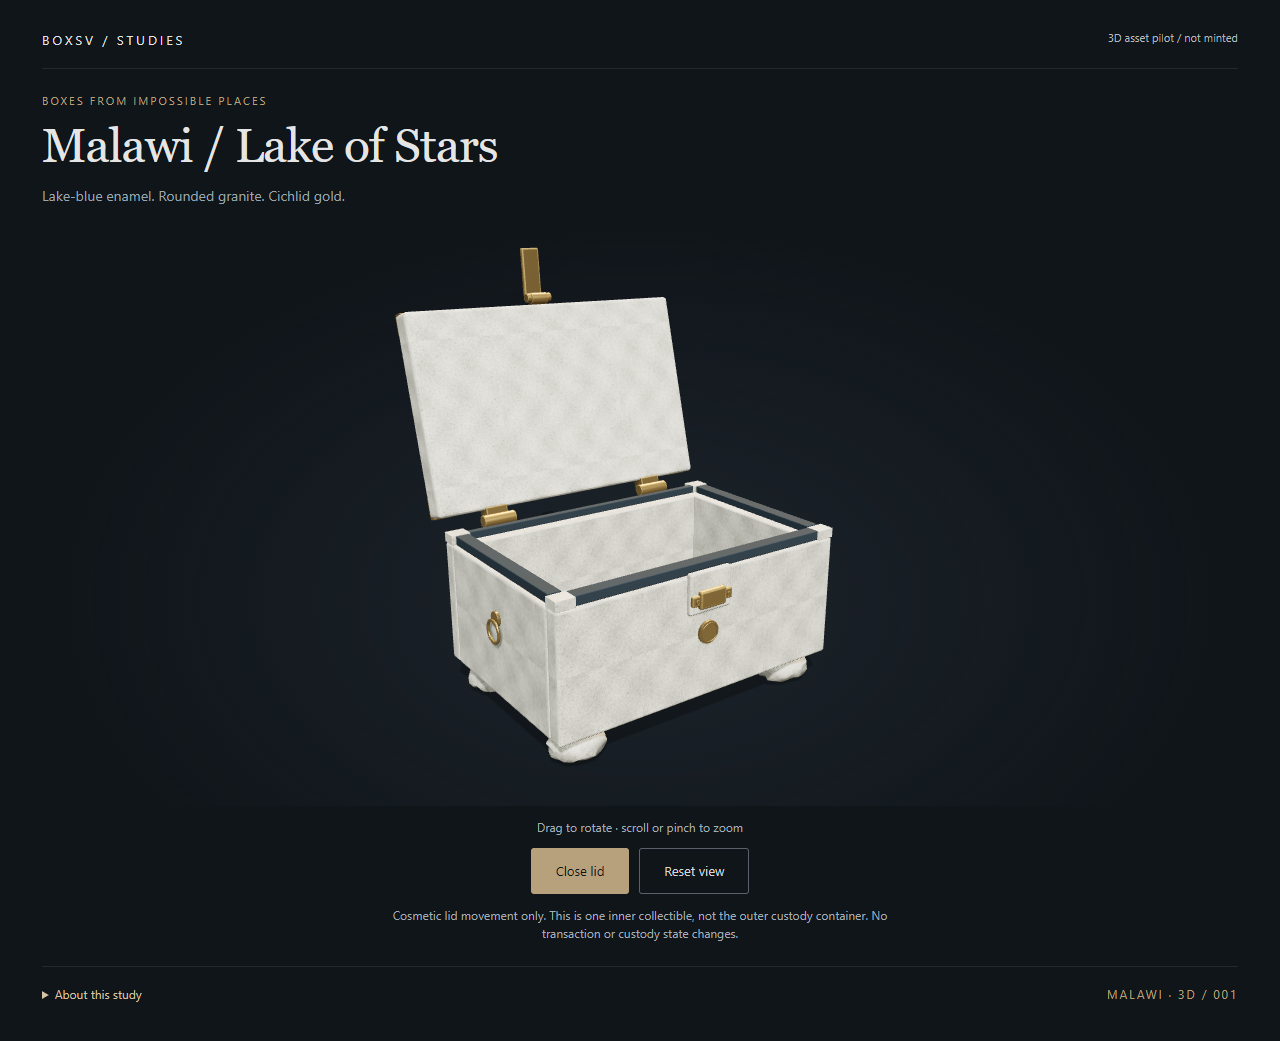 BOXSV / STUDIES
3D asset pilot / not minted
BOXES FROM IMPOSSIBLE PLACES
Malawi / Lake of Stars
Lake-blue enamel. Rounded granite. Cichlid gold.
Drag to rotate · scroll or pinch to zoom
Close lid
Reset view
Cosmetic lid movement only. This is one inner collectible, not the outer custody container. No
transaction or custody state changes.
About this study
MALAWI · 3D / 001